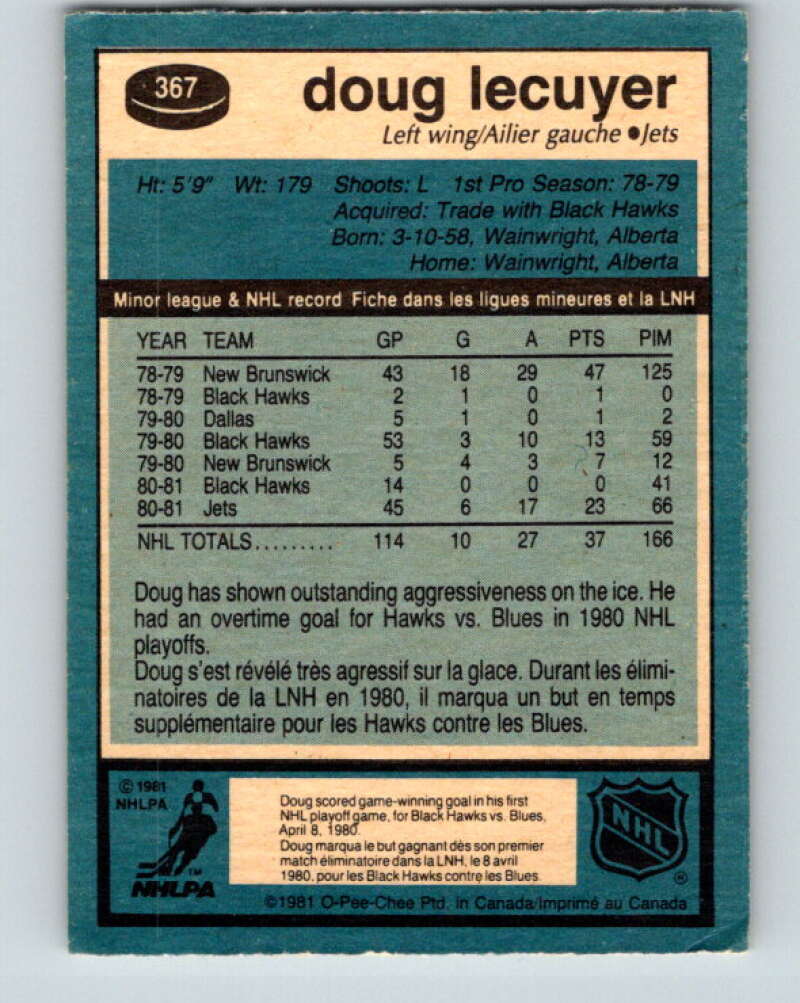 367
doug lecuyer
Left wing/Ailier gauche ●Jets
Ht: 5'9" Wt: 179 Shoots: L 1st Pro Season: 78-79
Acquired: Trade with Black Hawks
Born: 3-10-58, Wainwright, Alberta
Home: Wainwright, Alberta
Minor league & NHL record Fiche dans les ligues mineures et la LNH
YEAR TEAM GP G A PTS PIM
78-79 New Brunswick 43 18 29 47 125
78-79 Black Hawks 2 1 0 1 0
79-80 Dallas 5 1 0 1 2
79-80 Black Hawks 53 3 10 13 59
79-80 New Brunswick 5 4 3 7 12
80-81 Black Hawks 14 0 0 0 41
80-81 Jets 45 6 17 23 66
NHL TOTALS......... 114 10 27 37 166
Doug has shown outstanding aggressiveness on the ice. He
had an overtime goal for Hawks vs. Blues in 1980 NHL
playoffs.
Doug s'est révélé très agressif sur la glace. Durant les élimi-
natoires de la LNH en 1980, il marqua un but en temps
supplémentaire pour les Hawks contre les Blues.
© 1981
NHLPA
TM
NHLPA
Doug scored game-winning goal in his first
NHL playoff game, for Black Hawks vs. Blues,
April 8, 1980.
Doug marqua le but gagnant dès son premier
match éliminatoire dans la LNH, le 8 avril
1980, pour les Black Hawks contre les Blues.
NHL
®
©1981 O-Pee-Chee Ptd. in Canada/Imprimé au Canada